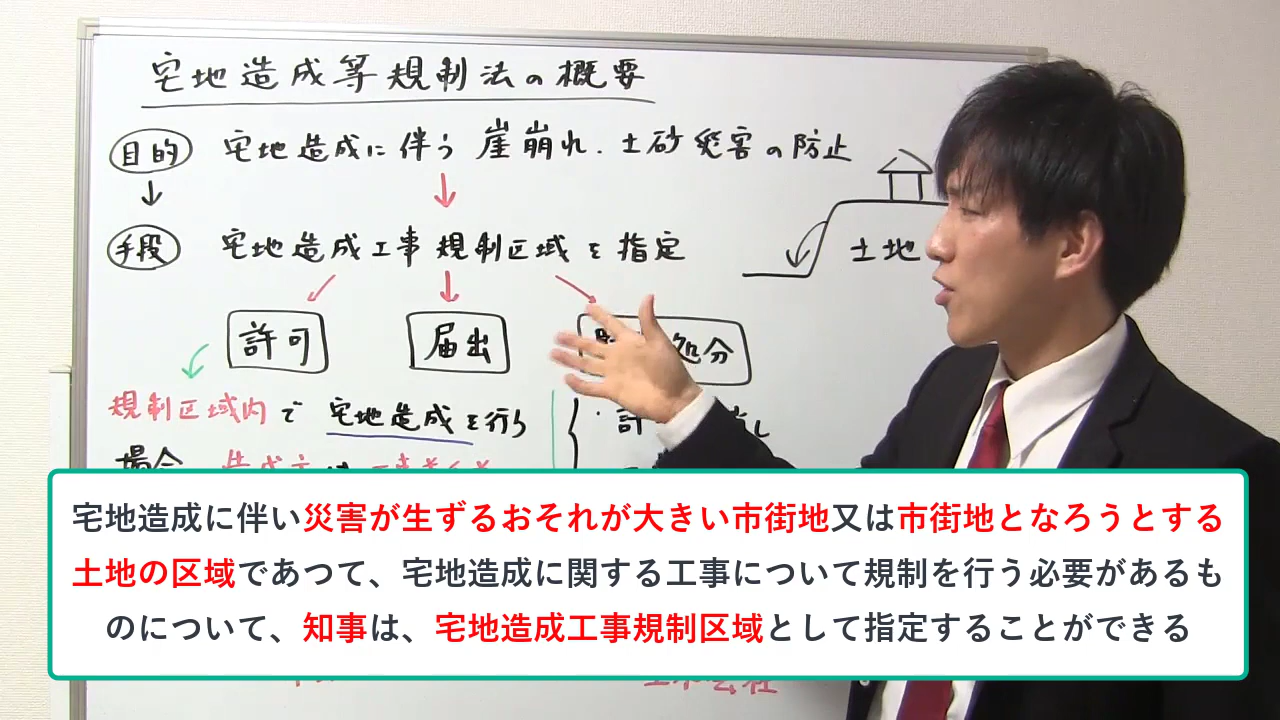 宅地造成等規制法の概要
目的 宅地造成に伴う崖崩れ.土砂災害の防止
手段 宅地造成工事規制区域を指定
土地
許可 届出 処分
規制区域内で宅地造成を行う
許
場合
宅地造成に伴い災害が生ずるおそれが大きい市街地又は市街地となろうとする
土地の区域であつて、宅地造成に関する工事について規制を行う必要があるも
のについて、知事は、宅地造成工事規制区域として指定することができる